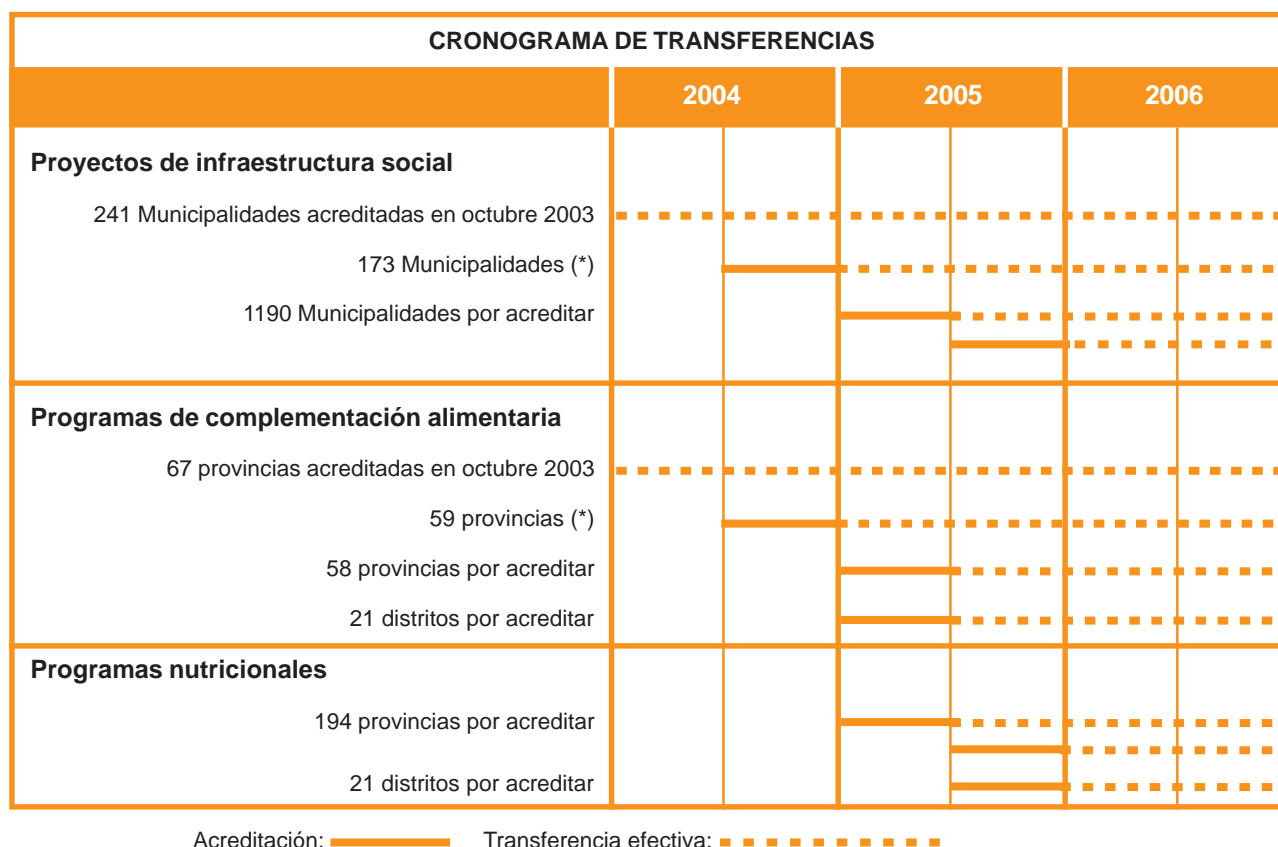 CRONOGRAMA DE TRANSFERENCIAS
2004 2005 2006
Proyectos de infraestructura social
241 Municipalidades acreditadas en octubre 2003
173 Municipalidades (*)
1190 Municipalidades por acreditar
Programas de complementación alimentaria
67 provincias acreditadas en octubre 2003
59 provincias (*)
58 provincias por acreditar
21 distritos por acreditar
Programas nutricionales
194 provincias por acreditar
21 distritos por acreditar
Acreditación: Transferencia efectiva: